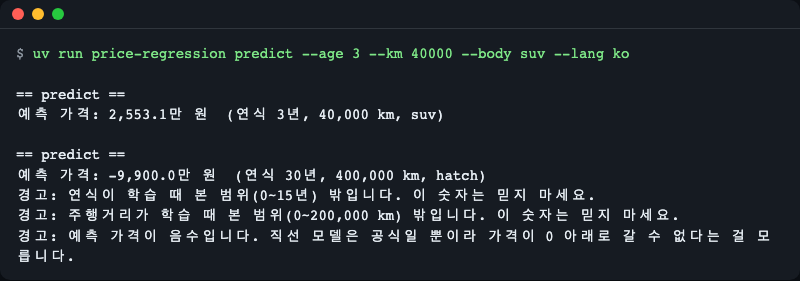 $ uv run price-regression predict --age 3 --km 40000 --body suv --lang ko
== predict ==
예측 가격: 2,553.1만 원  (연식 3년, 40,000 km, suv)
== predict ==
예측 가격: -9,900.0만 원  (연식 30년, 400,000 km, hatch)
경고: 연식이 학습 때 본 범위(0~15년) 밖입니다. 이 숫자는 믿지 마세요.
경고: 주행거리가 학습 때 본 범위(0~200,000 km) 밖입니다. 이 숫자는 믿지 마세요.
경고: 예측 가격이 음수입니다. 직선 모델은 공식일 뿐이라 가격이 0 아래로 갈 수 없다는 걸 모
릅니다.